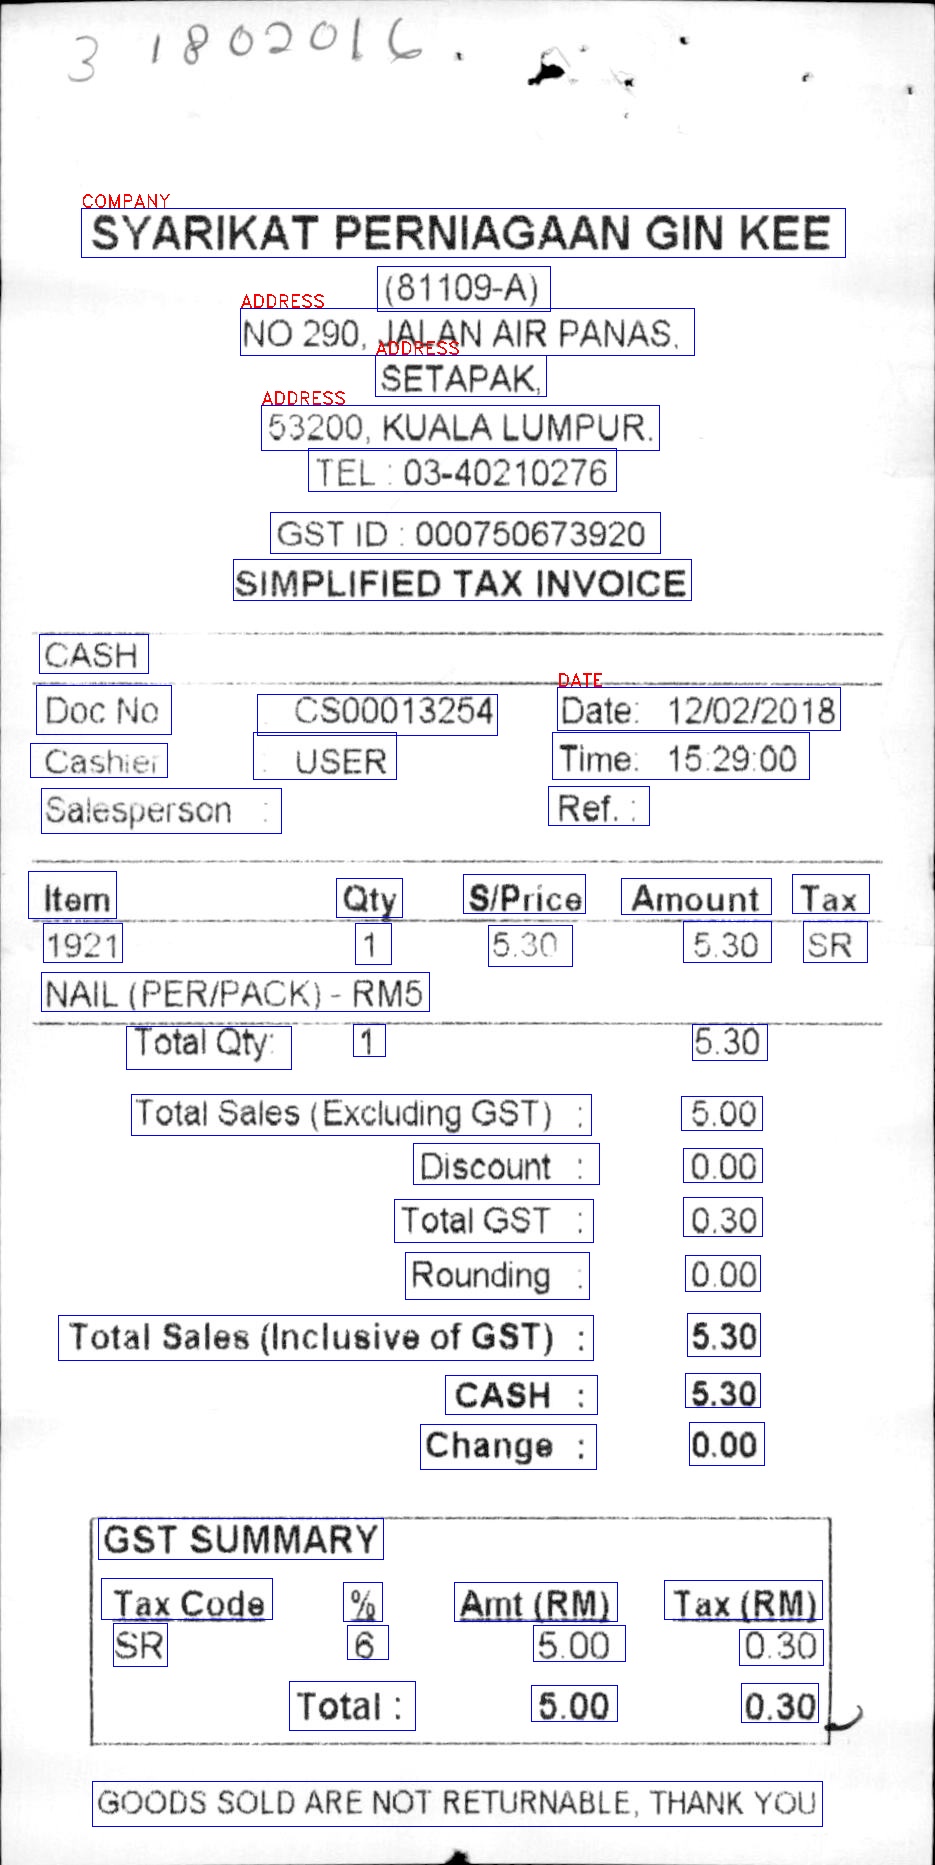 3 1802016.
COMPANY
SYARIKAT PERNIAGAAN GIN KEE
(81109-A)
ADDRESS
NO 290, JALAN AIR PANAS,
ADDRESS
SETAPAK,
ADDRESS
53200, KUALA LUMPUR.
TEL : 03-40210276
GST ID : 000750673920
SIMPLIFIED TAX INVOICE
CASH
DATE
Doc No : CS00013254 Date: 12/02/2018
Cashier : USER Time: 15:29:00
Salesperson : Ref. :
Item Qty S/Price Amount Tax
1921 1 5.30 5.30 SR
NAIL (PER/PACK) - RM5
Total Qty: 1 5.30
Total Sales (Excluding GST) : 5.00
Discount : 0.00
Total GST : 0.30
Rounding : 0.00
Total Sales (Inclusive of GST) : 5.30
CASH : 5.30
Change : 0.00
GST SUMMARY
Tax Code % Amt (RM) Tax (RM)
SR 6 5.00 0.30
Total : 5.00 0.30
GOODS SOLD ARE NOT RETURNABLE, THANK YOU